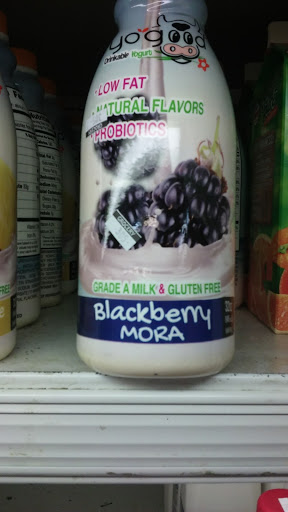 yogood
Drinkable Yogurt
LOW FAT
NATURAL FLAVORS
PROBIOTICS
GRADE A MILK & GLUTEN FREE
Blackberry
MORA